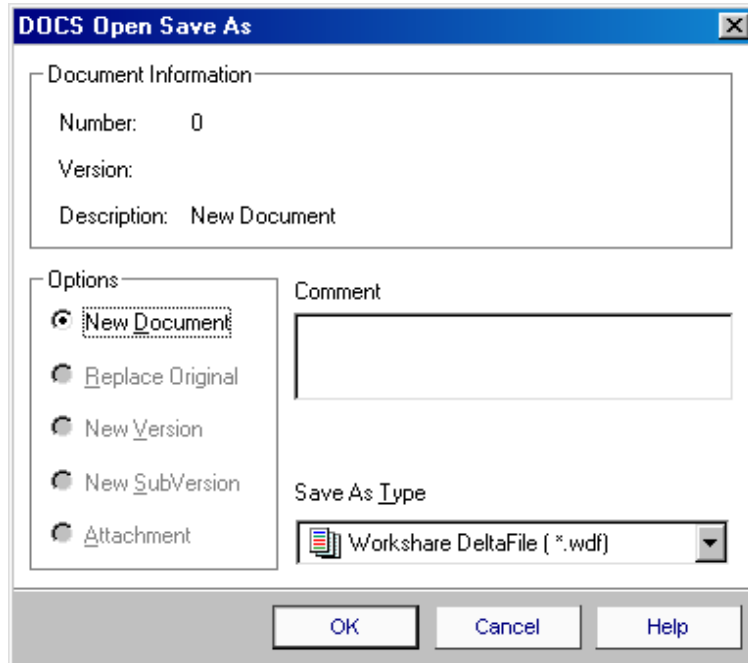 DOCS Open Save As
Document Information
Number: 0
Version:
Description: New Document
Options
New Document
Replace Original
New Version
New SubVersion
Attachment
Comment
Save As Type
Workshare DeltaFile ( *.wdf)
OK Cancel Help